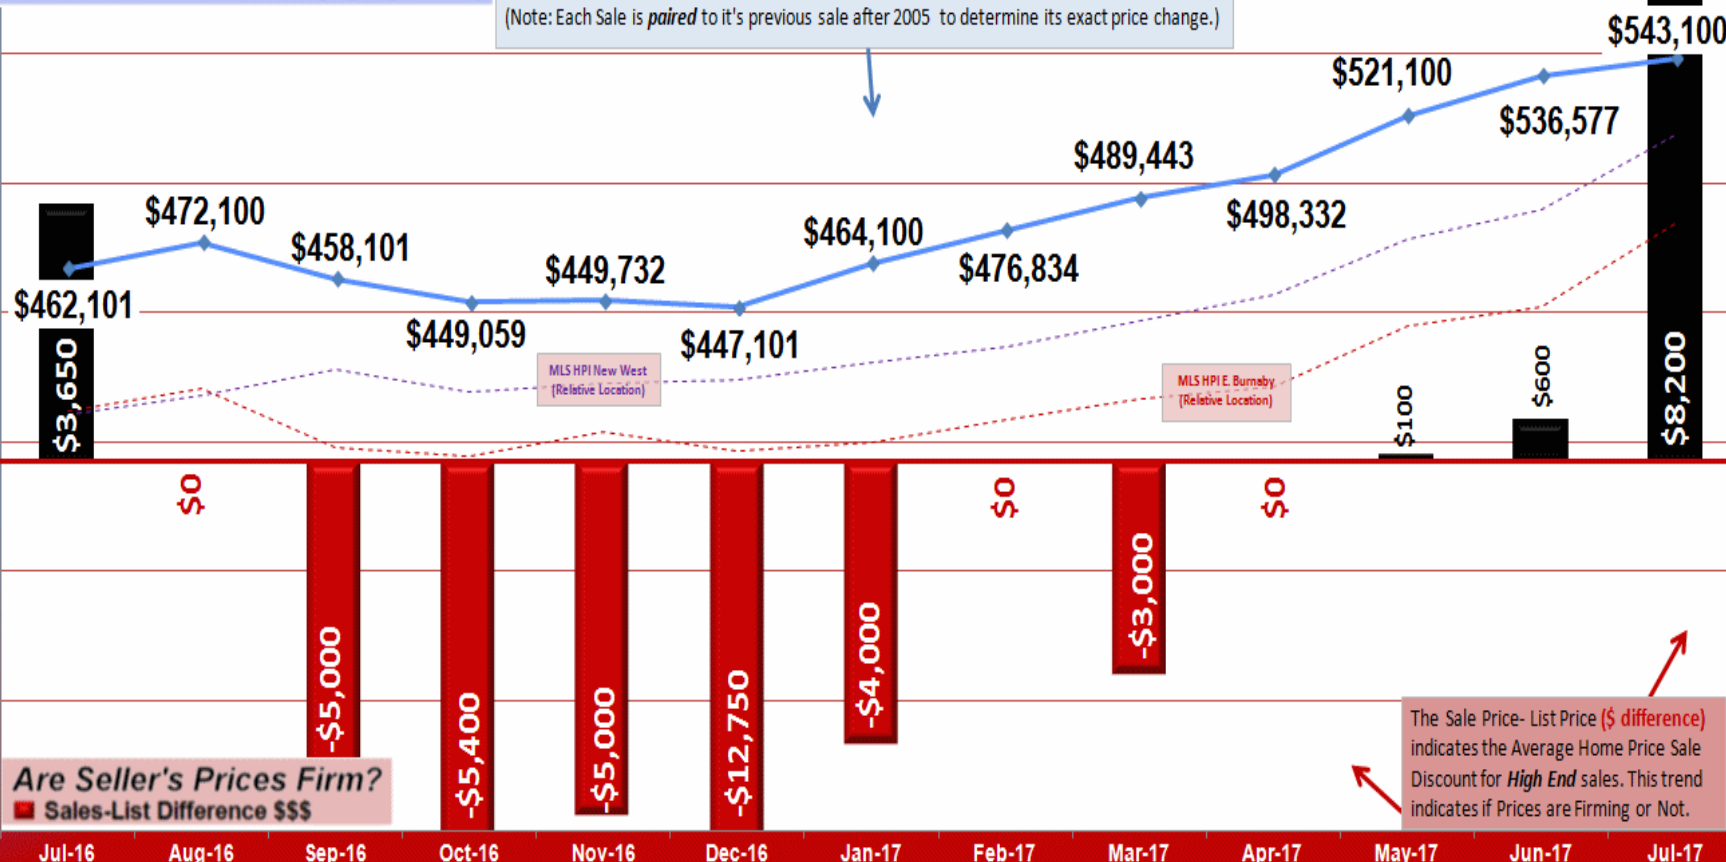 (Note: Each Sale is paired to it's previous sale after 2005 to determine its exact price change.)
$543,100
$521,100
$536,577
$489,443
$498,332
$472,100
$458,101
$464,100
$449,732
$476,834
$462,101
$449,059
$447,101
MLS HPI New West
(Relative Location)
MLS HPI E. Burnaby
(Relative Location)
$3,650
$0
-$5,000
-$5,400
-$5,000
-$12,750
-$4,000
$0
-$3,000
$0
$100
$600
$8,200
The Sale Price- List Price ($ difference)
indicates the Average Home Price Sale
Discount for High End sales. This trend
indicates if Prices are Firming or Not.
Are Seller's Prices Firm?
Sales-List Difference $$$
Jul-16 Aug-16 Sep-16 Oct-16 Nov-16 Dec-16 Jan-17 Feb-17 Mar-17 Apr-17 May-17 Jun-17 Jul-17